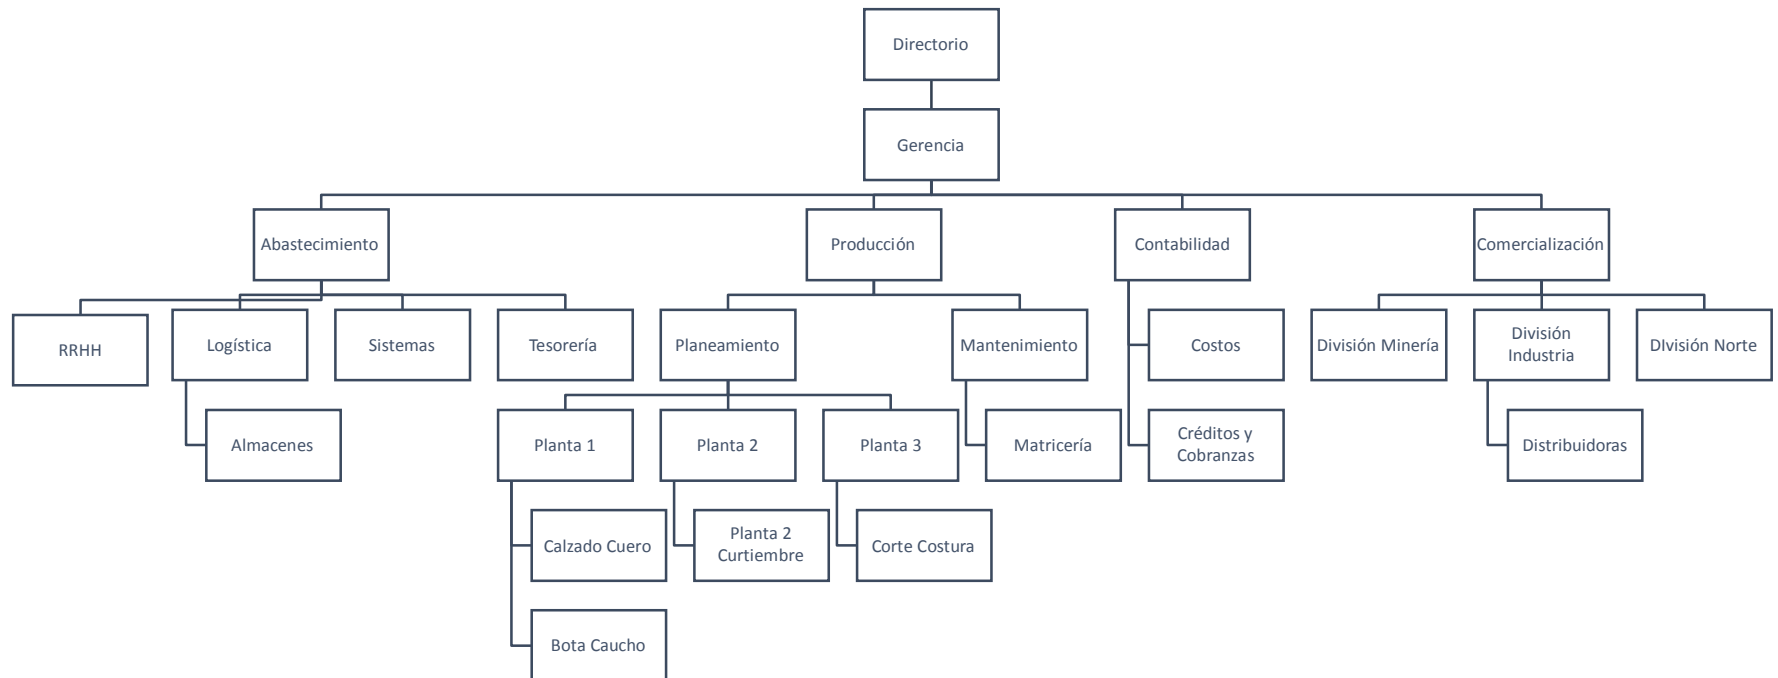 Directorio
Gerencia
Abastecimiento
Producción
Contabilidad
Comercialización
RRHH
Logística
Sistemas
Tesorería
Planeamiento
Mantenimiento
Costos
División Minería
División
Industria
DIvisión Norte
Almacenes
Planta 1
Planta 2
Planta 3
Matricería
Créditos y
Cobranzas
Distribuidoras
Calzado Cuero
Planta 2
Curtiembre
Corte Costura
Bota Caucho